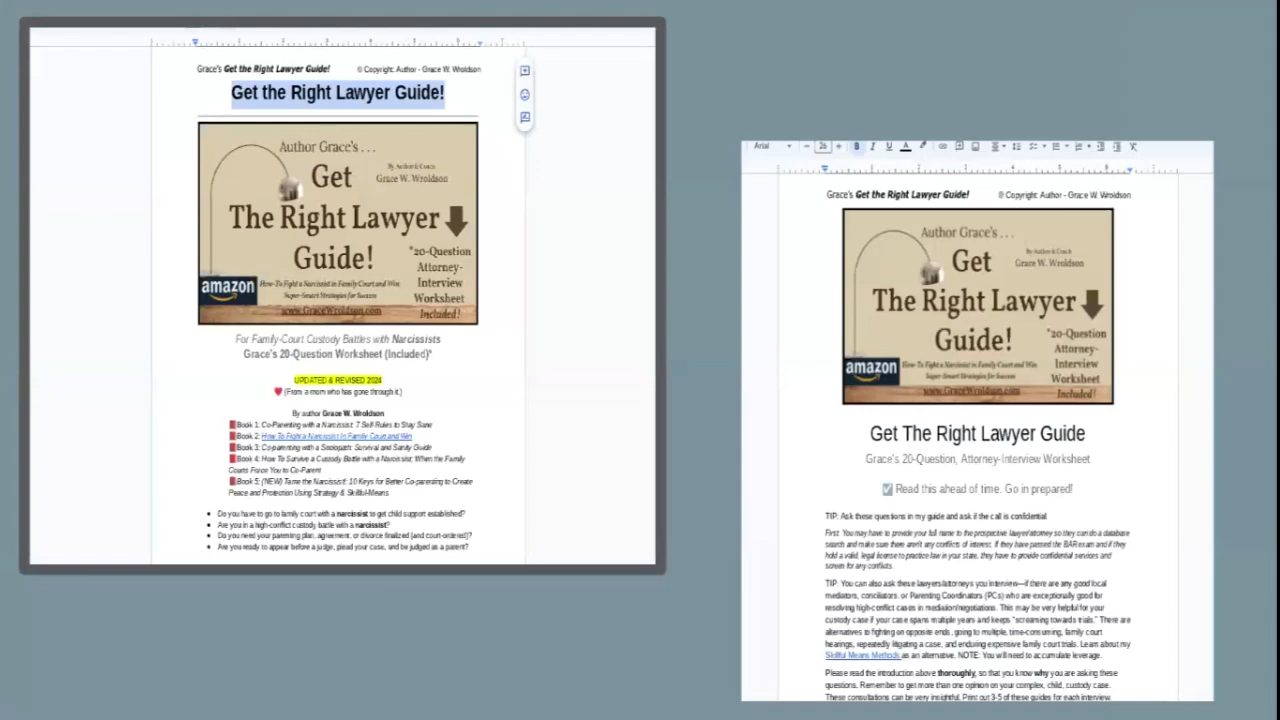 Grace's Get the Right Lawyer Guide! © Copyright: Author - Grace W. Wroldson
Get the Right Lawyer Guide!
Author Grace's . . .
Get
By Author & Coach
Grace W. Wroldson
The Right Lawyer
Guide!
*20-Question
Attorney-
Interview
Worksheet
Included!
amazon
How-To Fight a Narcissist in Family Court and Win:
Super-Smart Strategies for Success
www.GraceWroldson.com
For Family-Court Custody Battles with Narcissists
Grace's 20-Question Worksheet (Included)*
UPDATED & REVISED 2024
❤️ (From a mom who has gone through it.)
By author Grace W. Wroldson
📕Book 1: Co-Parenting with a Narcissist: 7 Self-Rules to Stay Sane
📕Book 2: How To Fight a Narcissist In Family Court and Win
📕Book 3: Co-parenting with a Sociopath: Survival and Sanity Guide
📕Book 4: How To Survive a Custody Battle with a Narcissist: When the Family
Courts Force You to Co-Parent
📕Book 5: (NEW) Tame the Narcissist!: 10 Keys for Better Co-parenting to Create
Peace and Protection Using Strategy & Skillful-Means
• Do you have to go to family court with a narcissist to get child support established?
• Are you in a high-conflict custody battle with a narcissist?
• Do you need your parenting plan, agreement, or divorce finalized (and court-ordered)?
• Are you ready to appear before a judge, plead your case, and be judged as a parent?
Arial 26 B I U A
1 2 3 4 5 6 7
Grace's Get the Right Lawyer Guide! © Copyright: Author - Grace W. Wroldson
Author Grace's . . .
Get
By Author & Coach
Grace W. Wroldson
The Right Lawyer
Guide!
*20-Question
Attorney-
Interview
Worksheet
Included!
amazon
How-To Fight a Narcissist in Family Court and Win:
Super-Smart Strategies for Success
www.GraceWroldson.com
Get The Right Lawyer Guide
Grace's 20-Question, Attorney-Interview Worksheet
☑️ Read this ahead of time. Go in prepared!
TIP: Ask these questions in my guide and ask if the call is confidential.
First: You may have to provide your full name to the prospective lawyer/attorney so they can do a database
search and make sure there aren't any conflicts of interest. If they have passed the BAR exam and if they
hold a valid, legal license to practice law in your state, they have to provide confidential services and
screen for any conflicts.
TIP: You can also ask these lawyers/attorneys you interview—if there are any good local
mediators, conciliators, or Parenting Coordinators (PCs) who are exceptionally good for
resolving high-conflict cases in mediation/negotiations. This may be very helpful for your
custody case if your case spans multiple years and keeps "screaming towards trials." There are
alternatives to fighting on opposite ends, going to multiple, time-consuming, family court
hearings, repeatedly litigating a case, and enduring expensive family court trials. Learn about my
Skillful Means Methods as an alternative. NOTE: You will need to accumulate leverage.
Please read the introduction above thoroughly, so that you know why you are asking these
questions. Remember to get more than one opinion on your complex, child, custody case.
These consultations can be very insightful. Print out 3-5 of these guides for each interview.